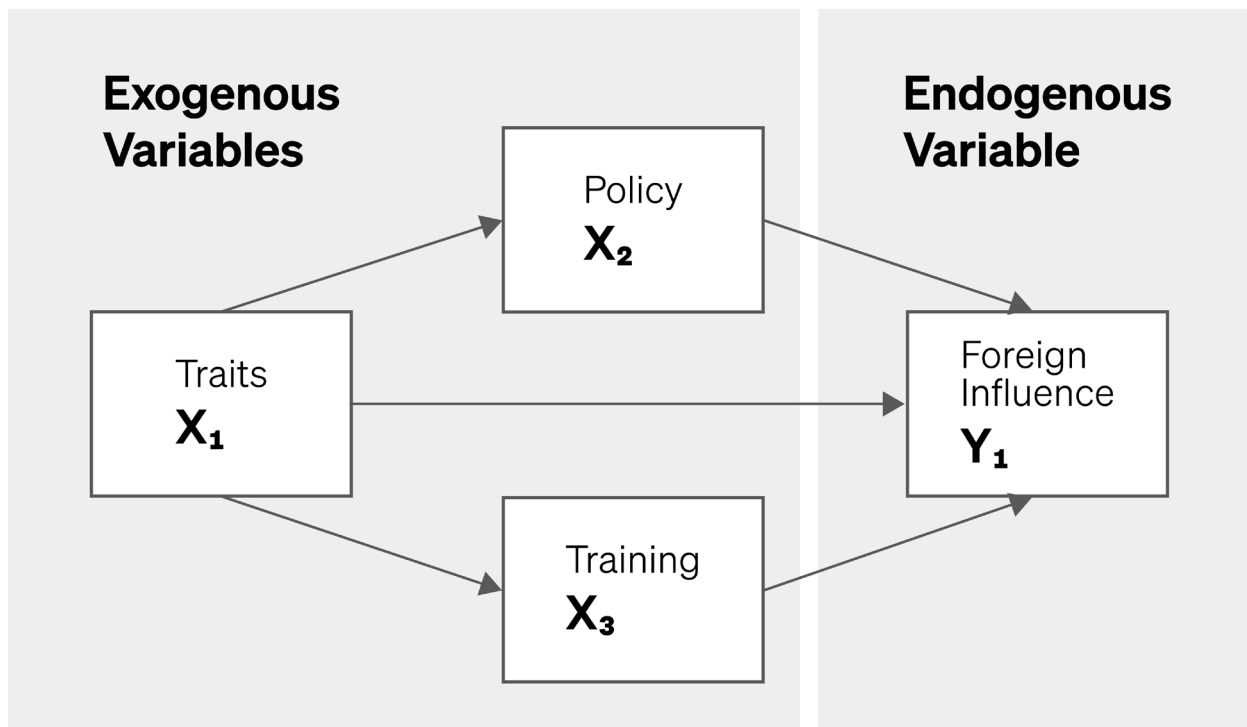 Exogenous
Variables
Endogenous
Variable
Policy
X₂
Traits
X₁
Foreign
Influence
Y₁
Training
X₃